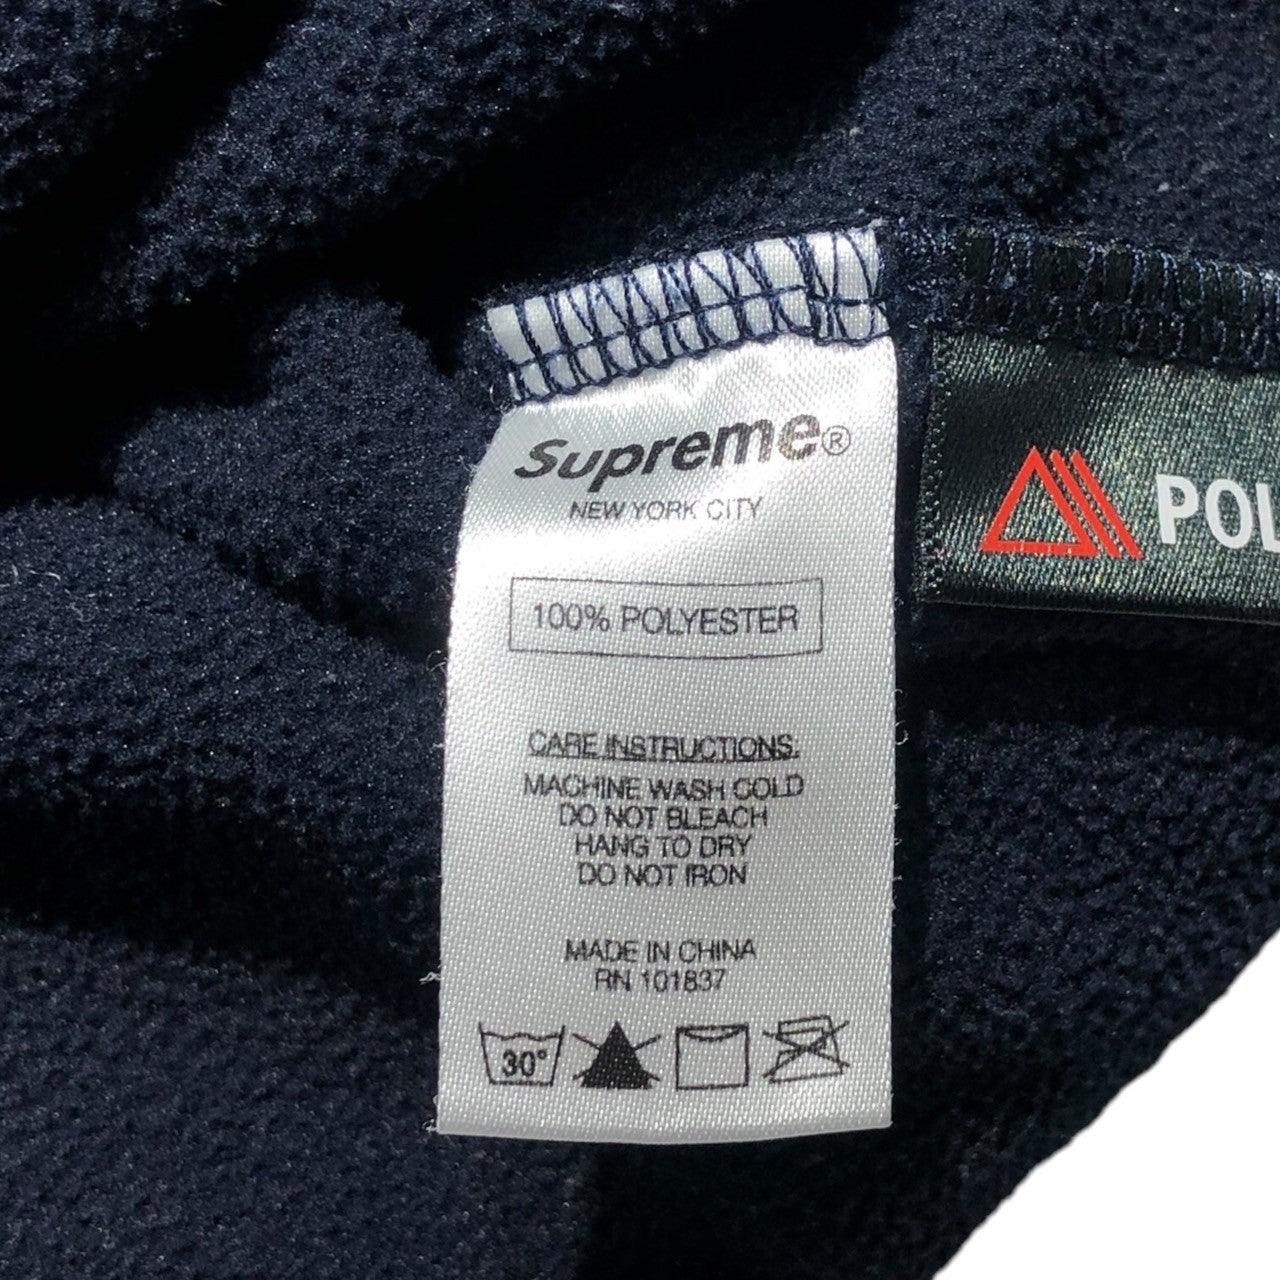 Supreme®
NEW YORK CITY
100% POLYESTER
CARE INSTRUCTIONS.
MACHINE WASH COLD
DO NOT BLEACH
HANG TO DRY
DO NOT IRON
MADE IN CHINA
RN 101837
30°
POL